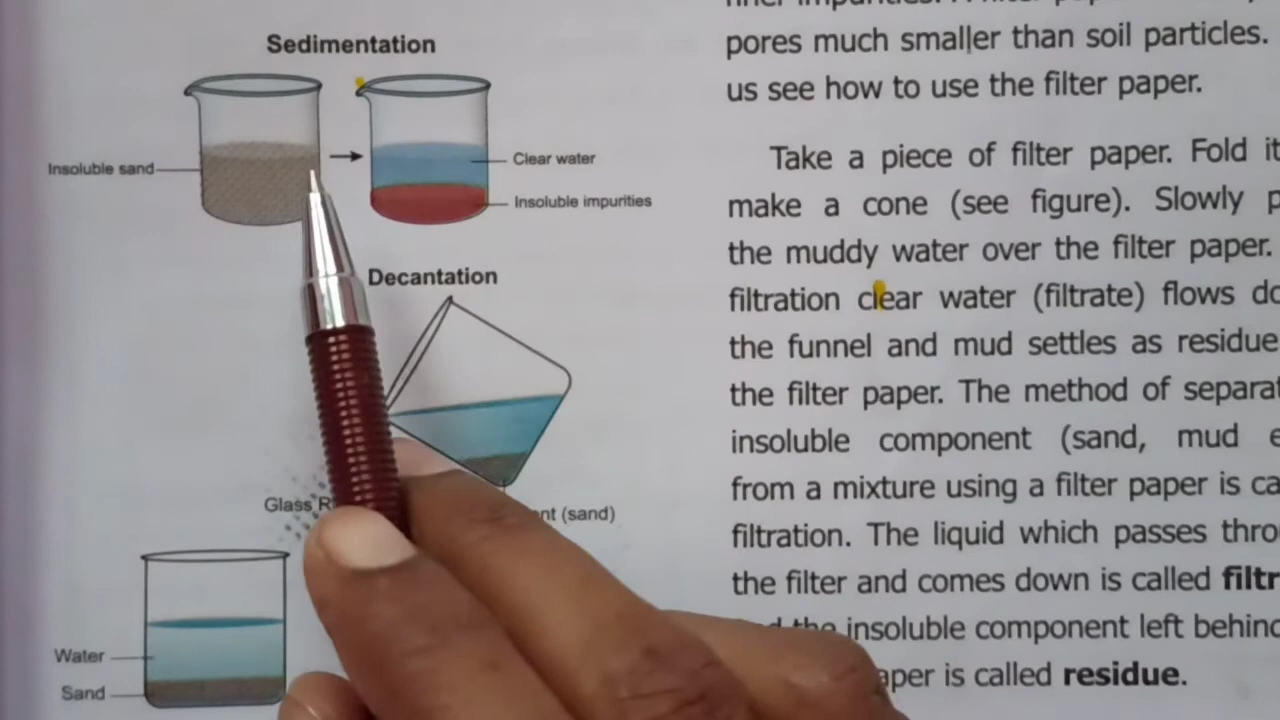 Sedimentation
Insoluble sand
Clear water
Insoluble impurities
Decantation
Glass
(sand)
Water
Sand
pores much smaller than soil particles.
us see how to use the filter paper.
Take a piece of filter paper. Fold it
make a cone (see figure). Slowly
the muddy water over the filter paper.
filtration clear water (filtrate) flows
the funnel and mud settles as residue
the filter paper. The method of
insoluble component (sand, mud
from a mixture using a filter paper is
filtration. The liquid which passes
the filter and comes down is called
the insoluble component left behind
is called residue.